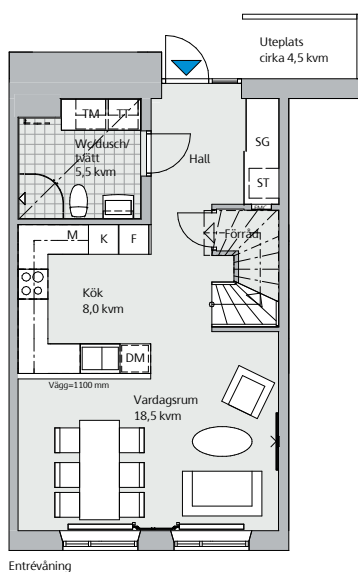 Uteplats
cirka 4,5 kvm
TM
TT
Wc/dusch/
tvätt
5,5 kvm
Hall
SG
ST
Förråd
M
K
F
Kök
8,0 kvm
DM
Vägg=1100 mm
Vardagsrum
18,5 kvm
Entrévåning